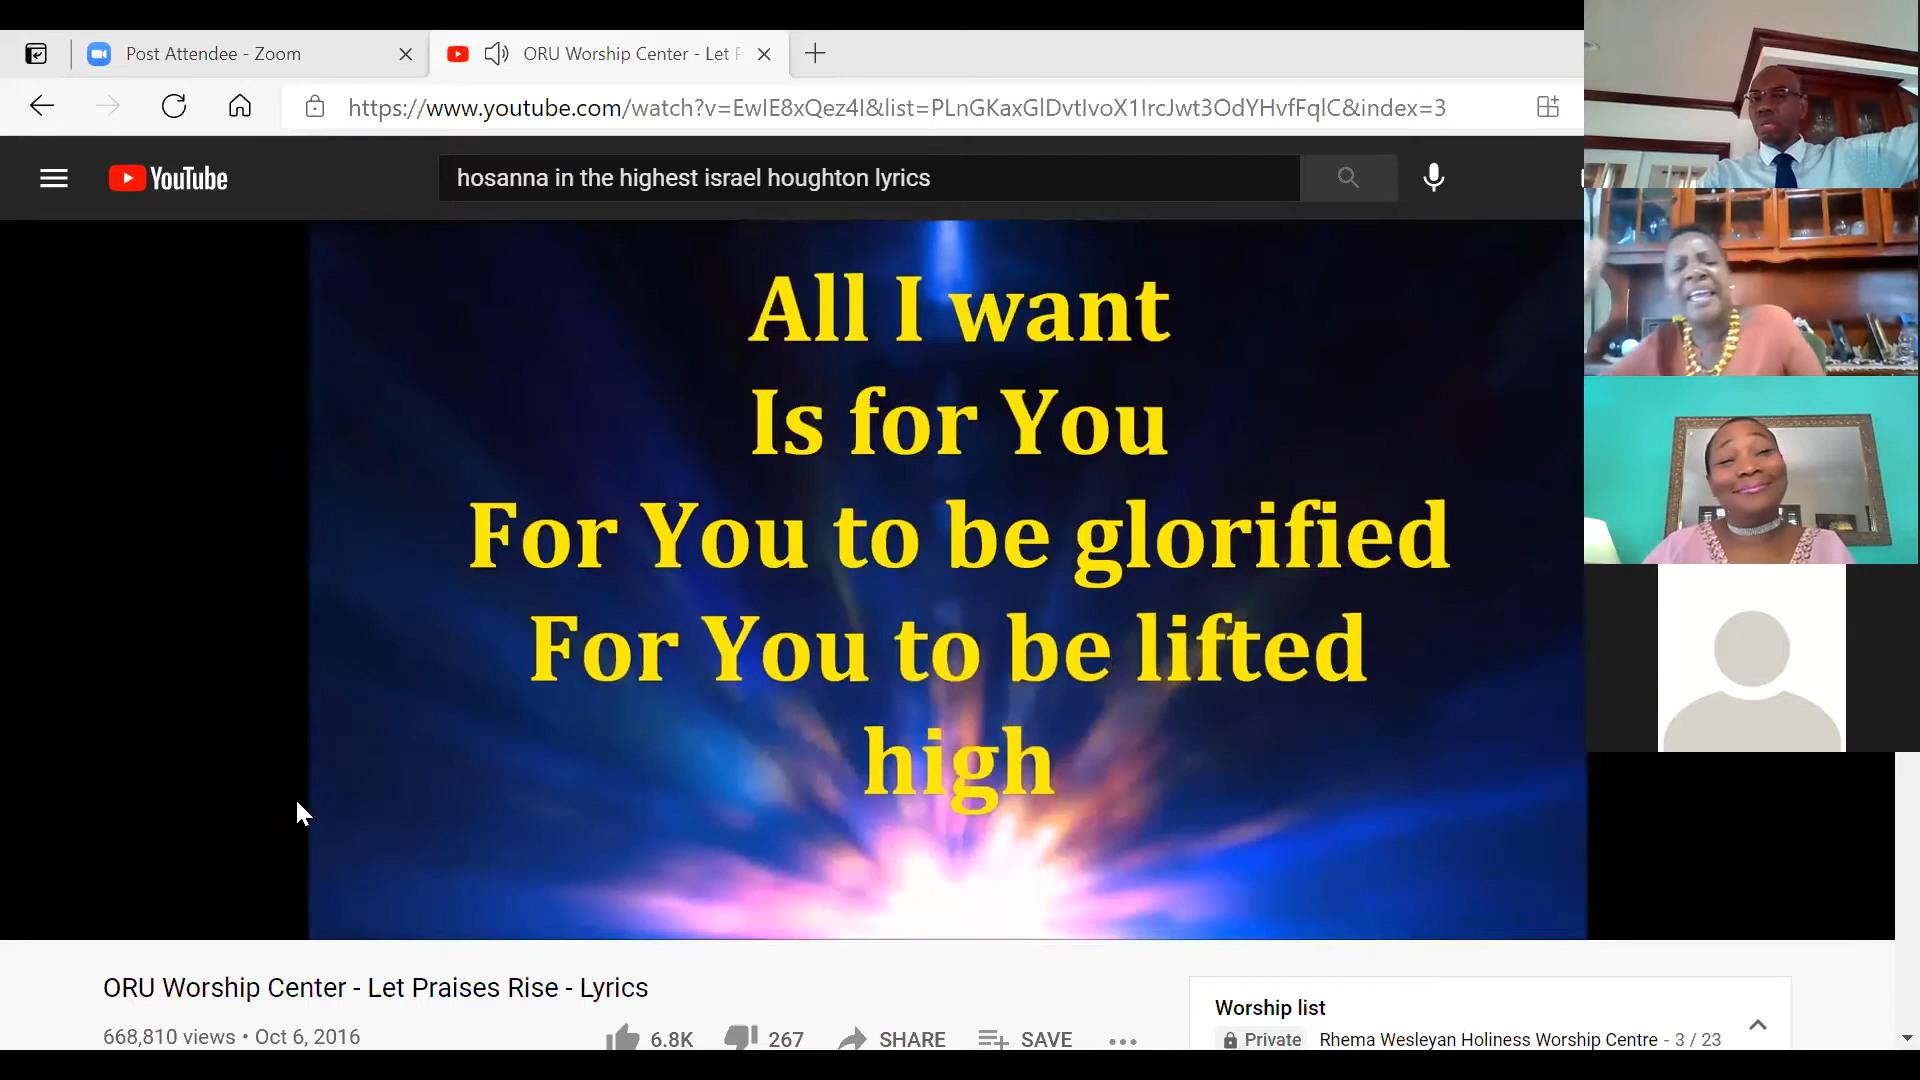 Post Attendee - Zoom
ORU Worship Center - Let P
https://www.youtube.com/watch?v=EwlE8xQez4I&list=PLnGKaxGlDvtIvoX1IrcJwt3OdYHvfFqlC&index=3
YouTube
hosanna in the highest israel houghton lyrics
All I want
Is for You
For You to be glorified
For You to be lifted
high
ORU Worship Center - Let Praises Rise - Lyrics
668,810 views • Oct 6, 2016
6.8K
267
SHARE
SAVE
Worship list
Private Rhema Wesleyan Holiness Worship Centre - 3 / 23